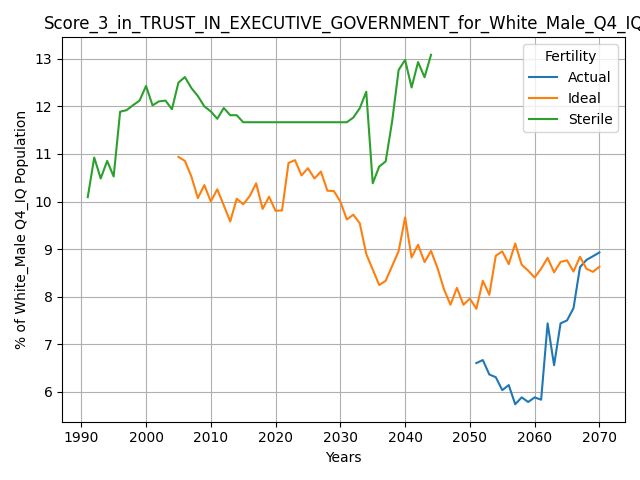 Score_3_in_TRUST_IN_EXECUTIVE_GOVERNMENT_for_White_Male_Q4_IQ
Fertility
Actual
Ideal
Sterile
% of White_Male Q4_IQ Population
13
12
11
10
9
8
7
6
1990 2000 2010 2020 2030 2040 2050 2060 2070
Years